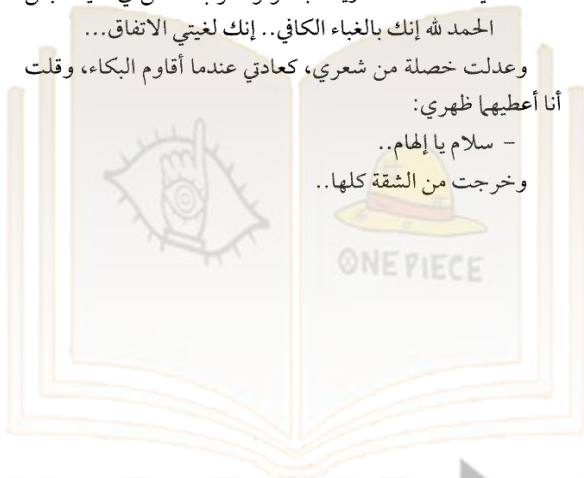 الحمد لله إنك بالغباء الكافي.. إنك لغيتي الاتفاق...
وعدلت خصلة من شعري، كعادتي عندما أقاوم البكاء، وقلت
أنا أعطيهما ظهري:
- سلام يا إلهام..
وخرجت من الشقة كلها..
ONE PIECE